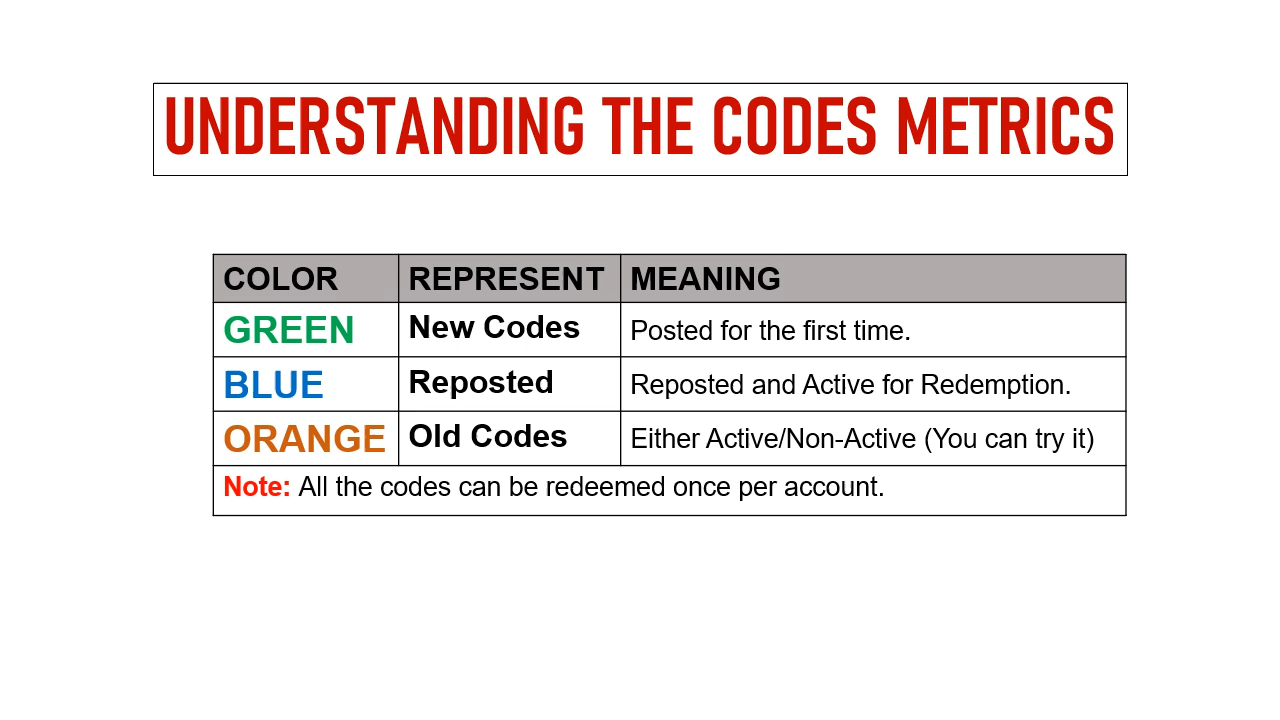 UNDERSTANDING THE CODES METRICS
COLOR REPRESENT MEANING
GREEN New Codes Posted for the first time.
BLUE Reposted Reposted and Active for Redemption.
ORANGE Old Codes Either Active/Non-Active (You can try it)
Note: All the codes can be redeemed once per account.